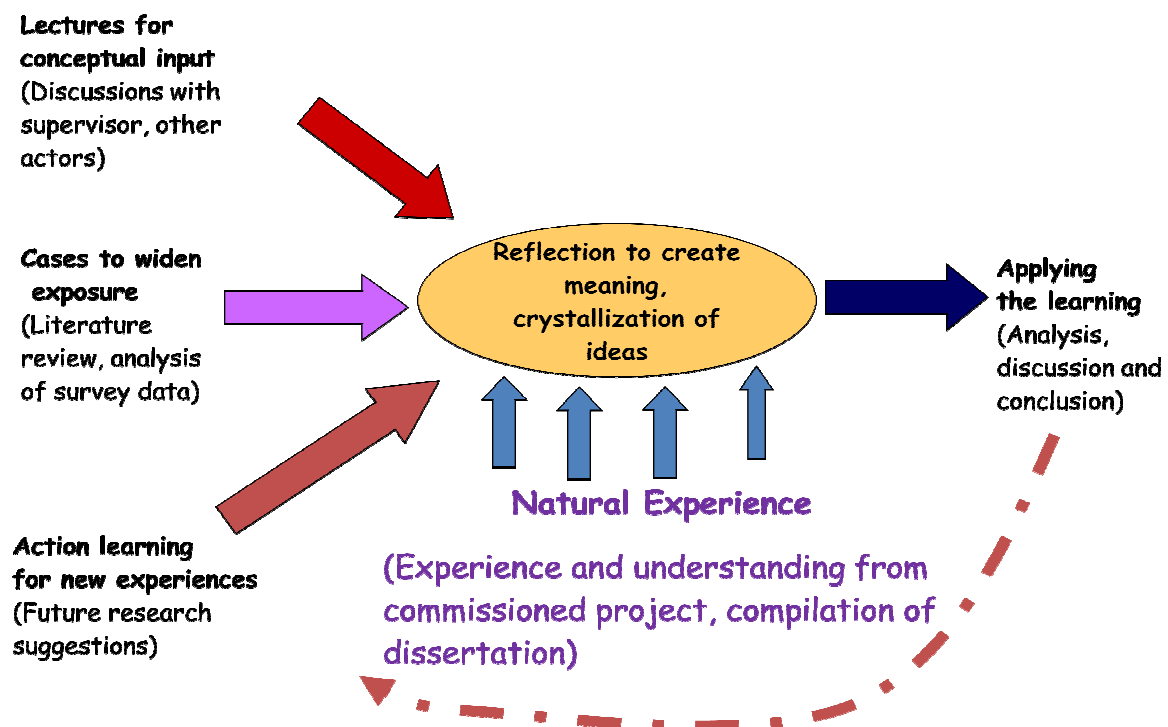 Lectures for
conceptual input
(Discussions with
supervisor, other
actors)
Cases to widen
exposure
(Literature
review, analysis
of survey data)
Action learning
for new experiences
(Future research
suggestions)
Reflection to create
meaning,
crystallization of
ideas
Natural Experience
(Experience and understanding from
commissioned project, compilation of
dissertation)
Applying
the learning
(Analysis,
discussion and
conclusion)